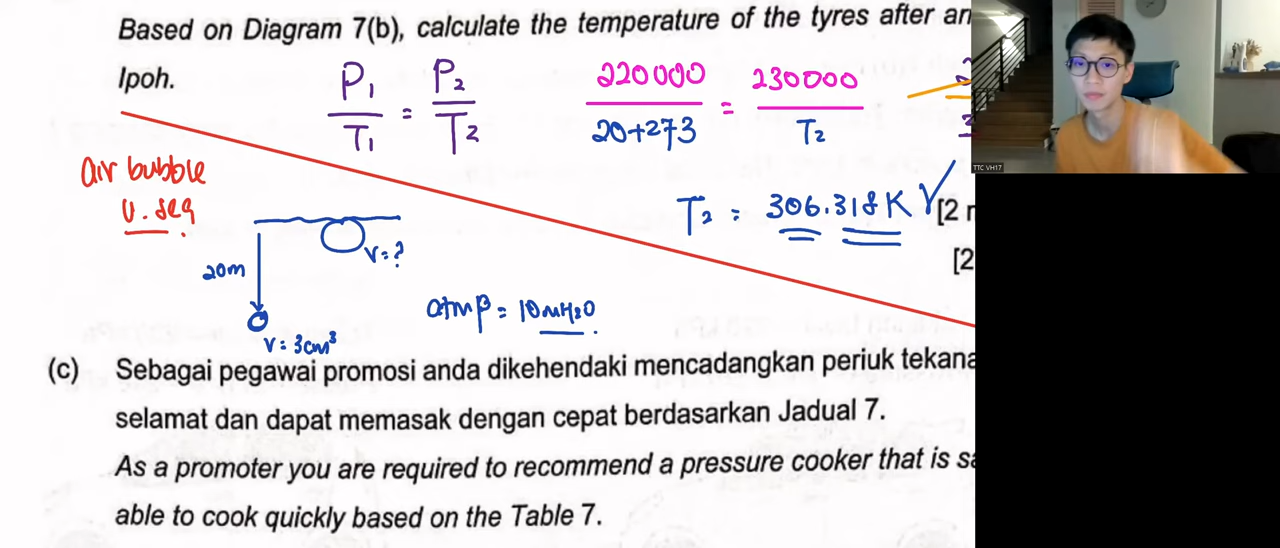 Based on Diagram 7(b), calculate the temperature of the tyres after an
Ipoh.
P₁/T₁ = P₂/T₂
220000/20+273 = 230000/T₂
air bubble
T₂ = 306.318K
[2
V=?
20m
[2
atm p = 10mH₂O
V=3cm³
(c) Sebagai pegawai promosi anda dikehendaki mencadangkan periuk tekana
selamat dan dapat memasak dengan cepat berdasarkan Jadual 7.
As a promoter you are required to recommend a pressure cooker that is sa
able to cook quickly based on the Table 7.
TTC VH17